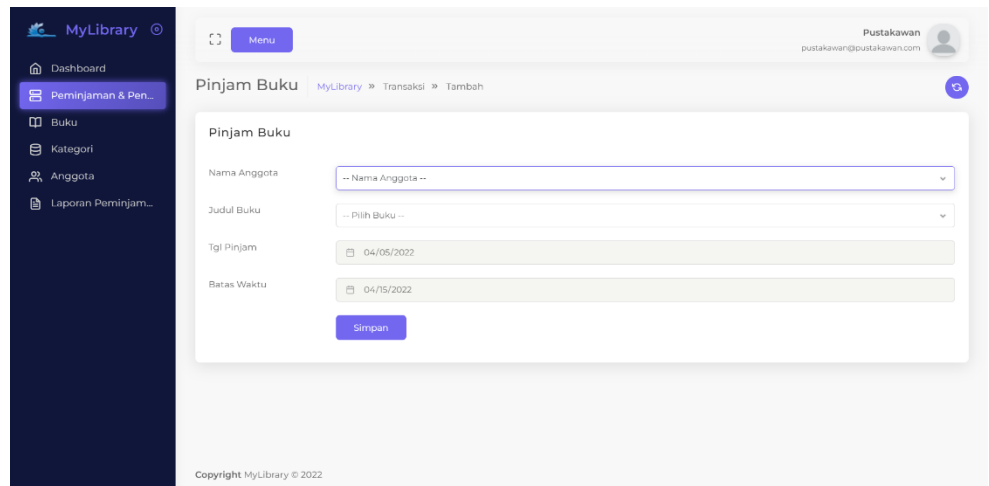 MyLibrary
Dashboard
Peminjaman & Pen...
Buku
Kategori
Anggota
Laporan Peminjam...
Menu
Pustakawan
pustakawan@pustakawan.com
Pinjam Buku
MyLibrary » Transaksi » Tambah
Pinjam Buku
Nama Anggota
-- Nama Anggota --
Judul Buku
-- Pilih Buku --
Tgl Pinjam
04/05/2022
Batas Waktu
04/15/2022
Simpan
Copyright MyLibrary © 2022